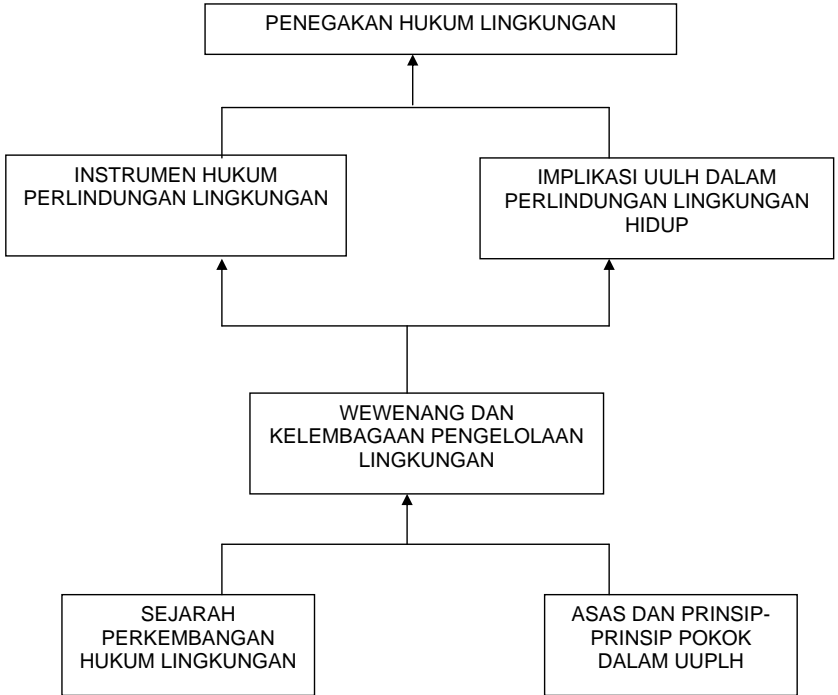 PENEGAKAN HUKUM LINGKUNGAN
INSTRUMEN HUKUM
PERLINDUNGAN LINGKUNGAN
IMPLIKASI UULH DALAM
PERLINDUNGAN LINGKUNGAN
HIDUP
WEWENANG DAN
KELEMBAGAAN PENGELOLAAN
LINGKUNGAN
SEJARAH
PERKEMBANGAN
HUKUM LINGKUNGAN
ASAS DAN PRINSIP-
PRINSIP POKOK
DALAM UUPLH